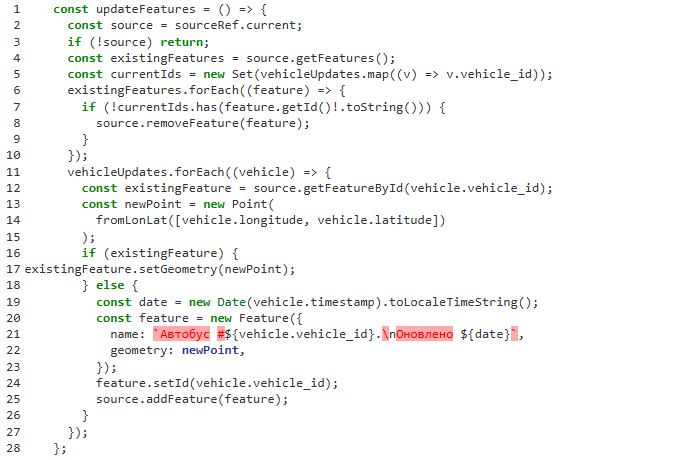 1 const updateFeatures = () => {
2 const source = sourceRef.current;
3 if (!source) return;
4 const existingFeatures = source.getFeatures();
5 const currentIds = new Set(vehicleUpdates.map((v) => v.vehicle_id));
6 existingFeatures.forEach((feature) => {
7 if (!currentIds.has(feature.getId()!.toString())) {
8 source.removeFeature(feature);
9 }
10 });
11 vehicleUpdates.forEach((vehicle) => {
12 const existingFeature = source.getFeatureById(vehicle.vehicle_id);
13 const newPoint = new Point(
14 fromLonLat([vehicle.longitude, vehicle.latitude])
15 );
16 if (existingFeature) {
17 existingFeature.setGeometry(newPoint);
18 } else {
19 const date = new Date(vehicle.timestamp).toLocaleTimeString();
20 const feature = new Feature({
21 name: `Автобус #${vehicle.vehicle_id}.\nОновлено ${date}`,
22 geometry: newPoint,
23 });
24 feature.setId(vehicle.vehicle_id);
25 source.addFeature(feature);
26 }
27 });
28 };